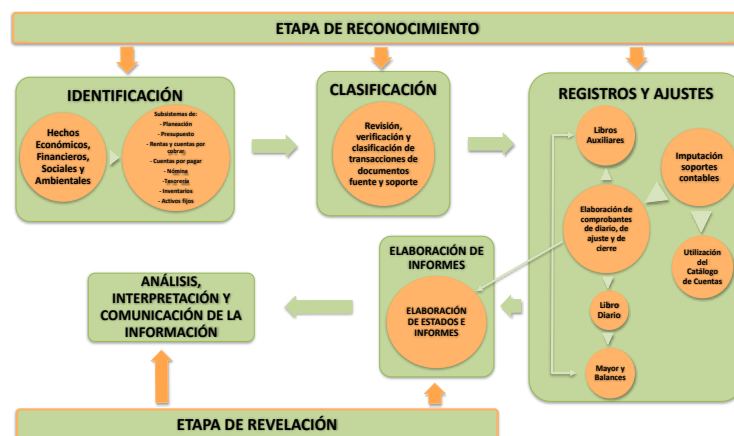 ETAPA DE RECONOCIMIENTO
IDENTIFICACIÓN
Hechos
Económicos,
Financieros,
Sociales y
Ambientales
Subsistemas de:
- Planeación
- Presupuesto
- Rentas y cuentas por
cobrar
- Cuentas por pagar
- Nómina
-Tesorería
- Inventarios
- Activos fijos
CLASIFICACIÓN
Revisión,
verificación y
clasificación de
transacciones de
documentos
fuente y soporte
REGISTROS Y AJUSTES
Libros
Auxiliares
Imputación
soportes
contables
Elaboración de
comprobantes
de diario, de
ajuste y de
cierre
Utilización
del
Catálogo
de Cuentas
Libro
Diario
Mayor y
Balances
ELABORACIÓN DE
INFORMES
ELABORACIÓN
DE ESTADOS E
INFORMES
ANÁLISIS,
INTERPRETACIÓN Y
COMUNICACIÓN DE LA
INFORMACIÓN
ETAPA DE REVELACIÓN